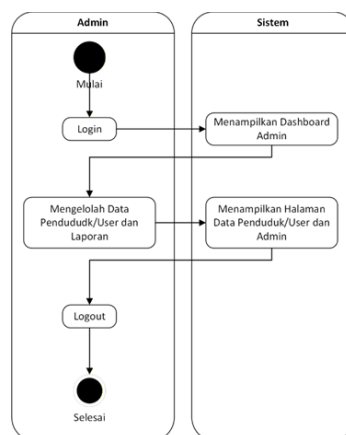 Admin
Sistem
Mulai
Login
Menampilkan Dashboard
Admin
Mengelolah Data
Pendududk/User dan
Laporan
Menampilkan Halaman
Data Penduduk/User dan
Admin
Logout
Selesai